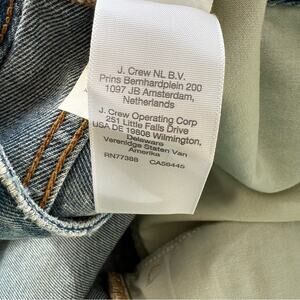 J. Crew NL B.V.
Prins Bernhardplein 200
1097 JB Amsterdam,
Netherlands
J. Crew Operating Corp
251 Little Falls Drive
USA DE 19808 Wilmington,
Delaware
Verenidge Staten Van
Amerika
RN77388 CA56445